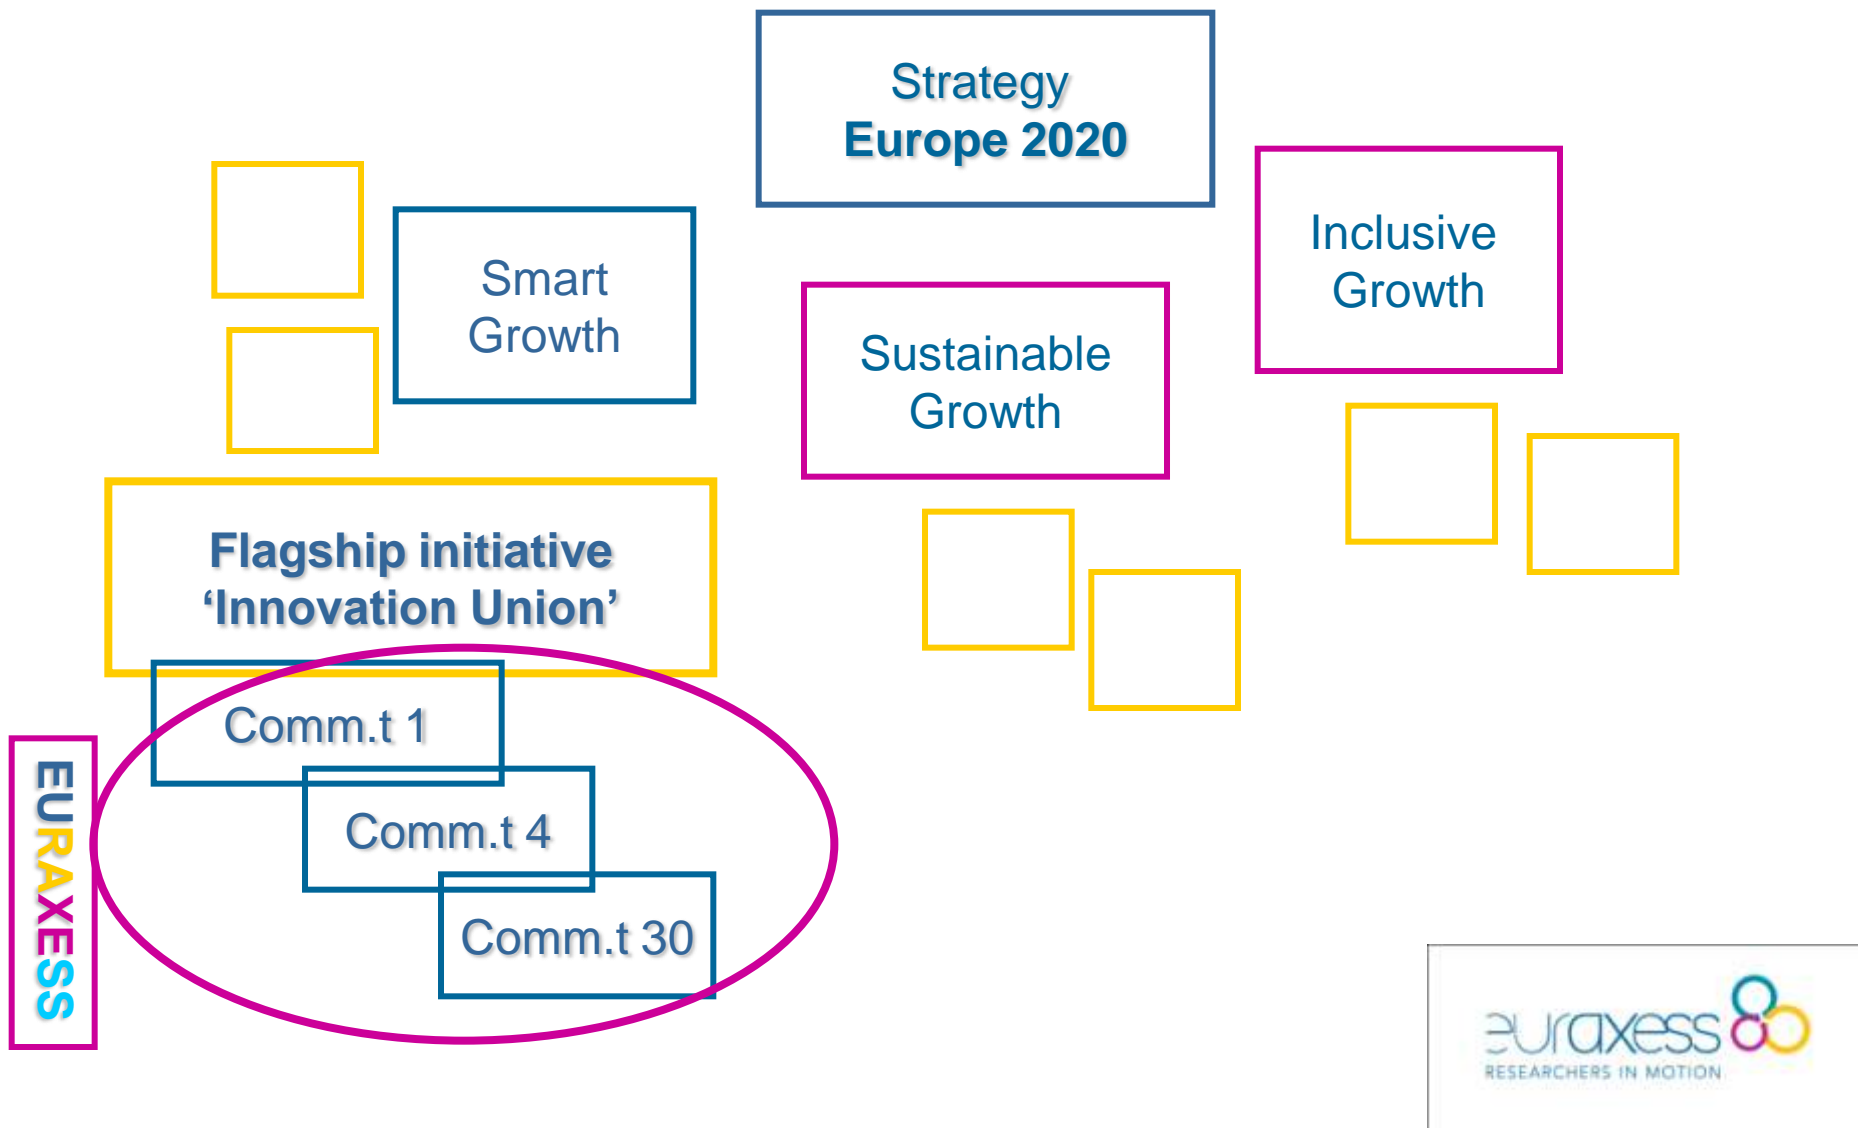 Strategy
Europe 2020
Inclusive
Growth
Smart
Growth
Sustainable
Growth
Flagship initiative
‘Innovation Union’
Comm.t 1
Comm.t 4
Comm.t 30
EURAXESS
euraxess
RESEARCHERS IN MOTION